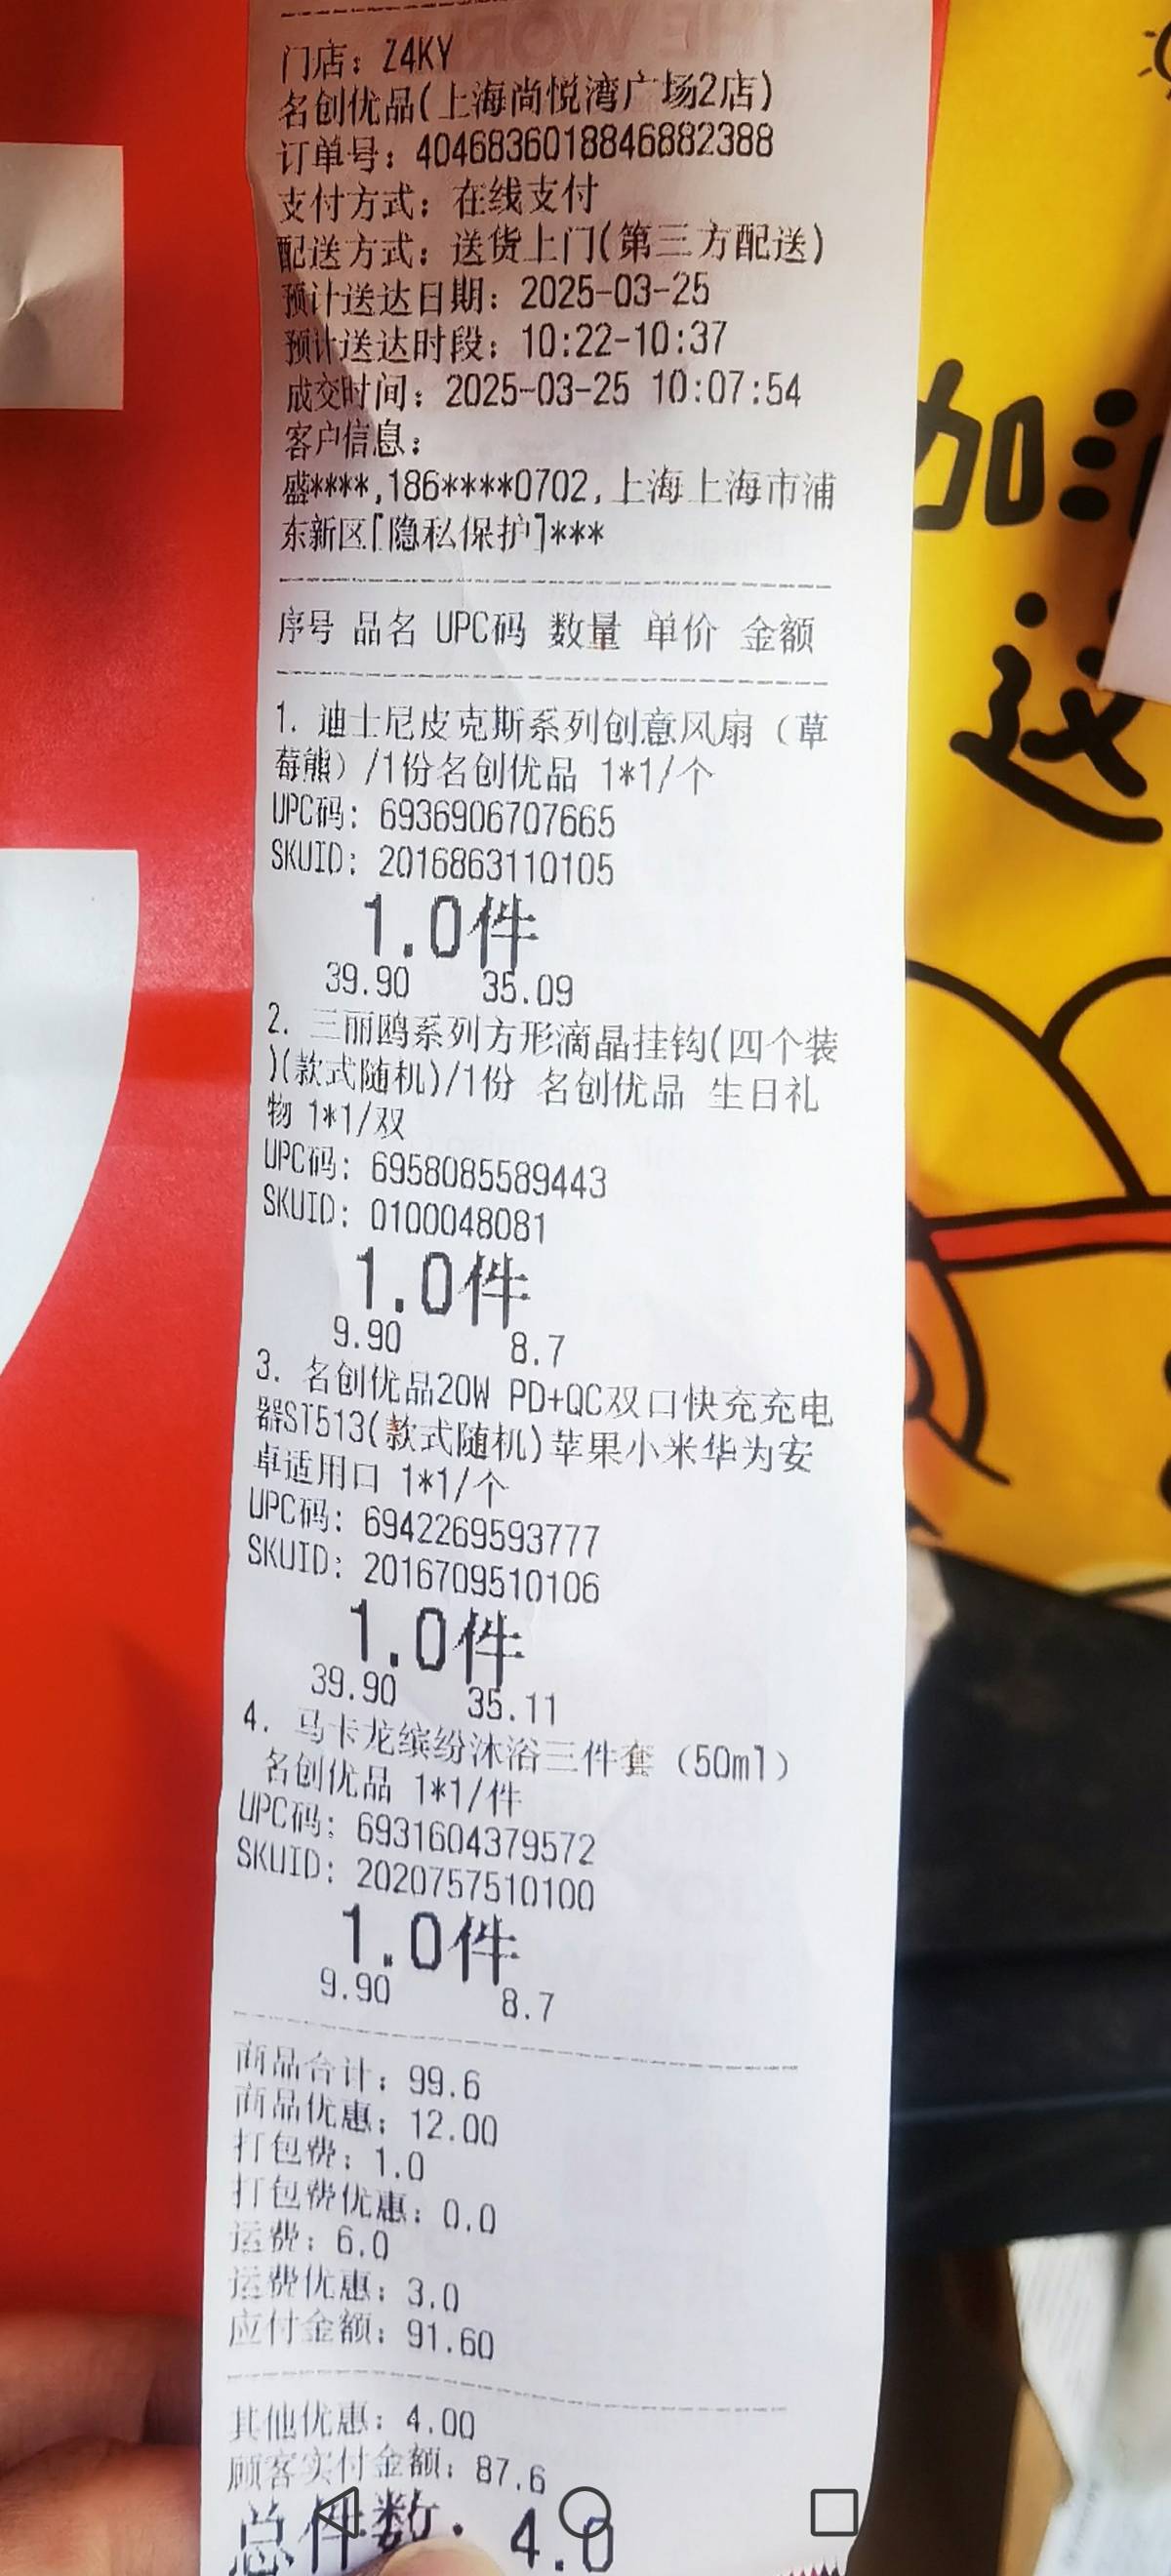 门店：Z4KY
名创优品(上海尚悦湾广场2店)
订单号：4046836018846882388
支付方式：在线支付
配送方式：送货上门(第三方配送)
预计送达日期：2025-03-25
预计送达时段：10:22-10:37
成交时间：2025-03-25 10:07:54
客户信息：
盛****,186****0702,上海上海市浦
东新区[隐私保护]***
序号 品名 UPC码 数量 单价 金额
1. 迪士尼皮克斯系列创意风扇（草
莓熊）/1份名创优品 1*1/个
UPC码：6936906707665
SKUID：2016863110105
1.0件
39.90 35.09
2. 三丽鸥系列方形滴晶挂钩(四个装
)(款式随机)/1份 名创优品 生日礼
物 1*1/双
UPC码：6958085589443
SKUID：0100048081
1.0件
9.90 8.7
3. 名创优品20W PD+QC双口快充充电
器ST513(款式随机)苹果小米华为安
卓适用口 1*1/个
UPC码：6942269593777
SKUID：2016709510106
1.0件
39.90 35.11
4. 马卡龙缤纷沐浴三件套（50ml）
名创优品 1*1/件
UPC码：6931604379572
SKUID：2020757510100
1.0件
9.90 8.7
商品合计：99.6
商品优惠：12.00
打包费：1.0
打包费优惠：0.0
运费：6.0
运费优惠：3.0
应付金额：91.60
其他优惠：4.00
顾客实付金额：87.6
总件数：4.0
加
这